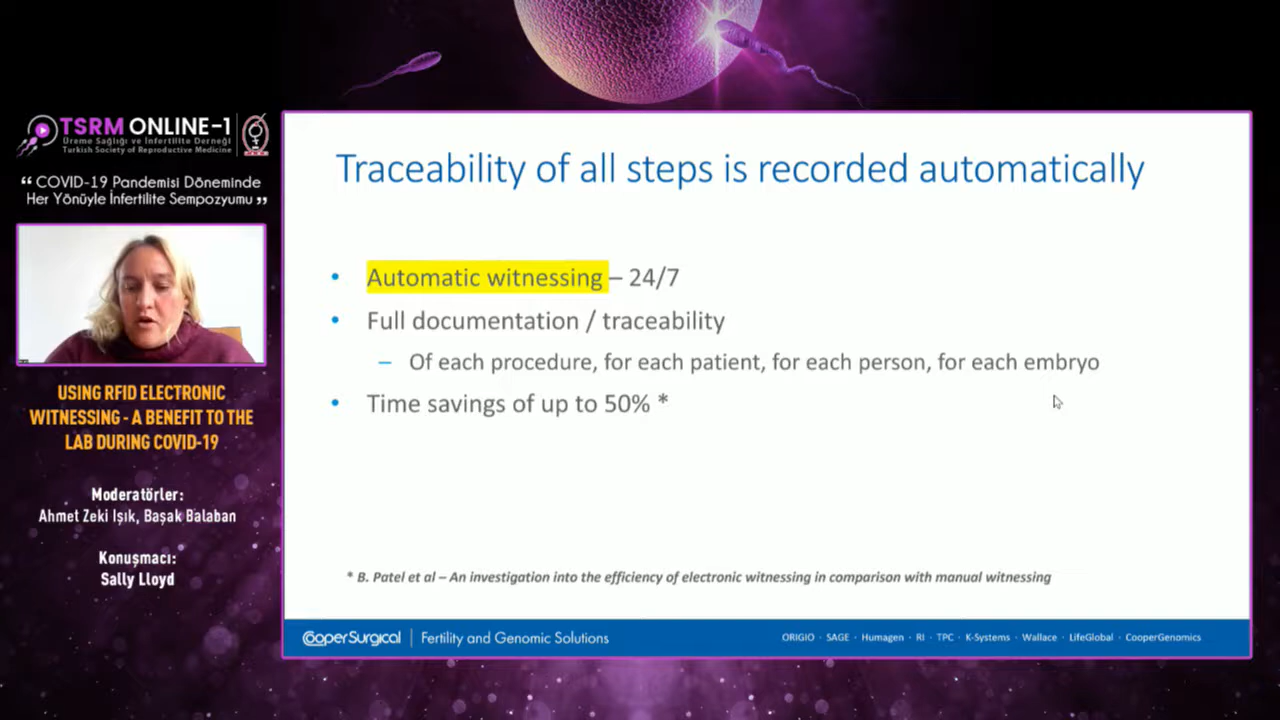 TSRM ONLINE-1
Üreme Sağlığı ve İnfertilite Derneği
Turkish Society of Reproductive Medicine
“ COVID-19 Pandemisi Döneminde
Her Yönüyle İnfertilite Sempozyumu ”
USING RFID ELECTRONIC
WITNESSING - A BENEFIT TO THE
LAB DURING COVID-19
Moderatörler:
Ahmet Zeki Işık, Başak Balaban
Konuşmacı:
Sally Lloyd
Traceability of all steps is recorded automatically
• Automatic witnessing – 24/7
• Full documentation / traceability
– Of each procedure, for each patient, for each person, for each embryo
• Time savings of up to 50% *
* B. Patel et al – An investigation into the efficiency of electronic witnessing in comparison with manual witnessing
CooperSurgical | Fertility and Genomic Solutions
ORIGIO · SAGE · Humagen · RI · TPC · K-Systems · Wallace · LifeGlobal · CooperGenomics